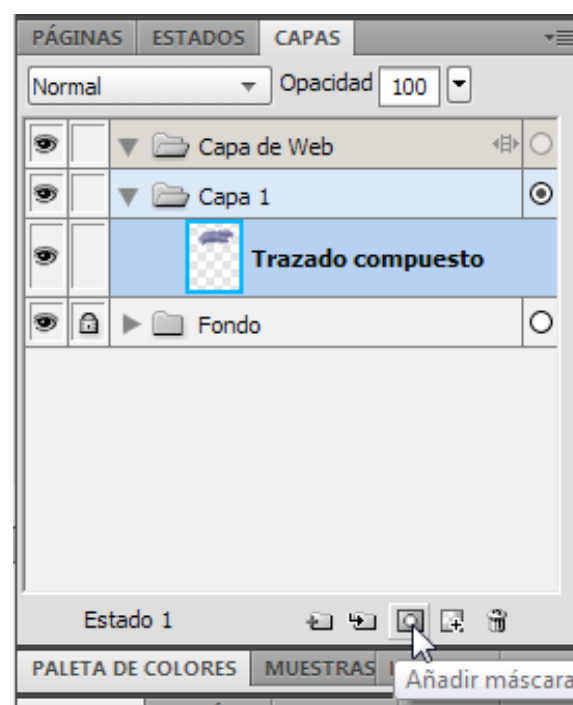 PÁGINAS ESTADOS CAPAS
Normal Opacidad 100
Capa de Web
Capa 1
Trazado compuesto
Fondo
Estado 1
PALETA DE COLORES MUESTRAS
Añadir máscara